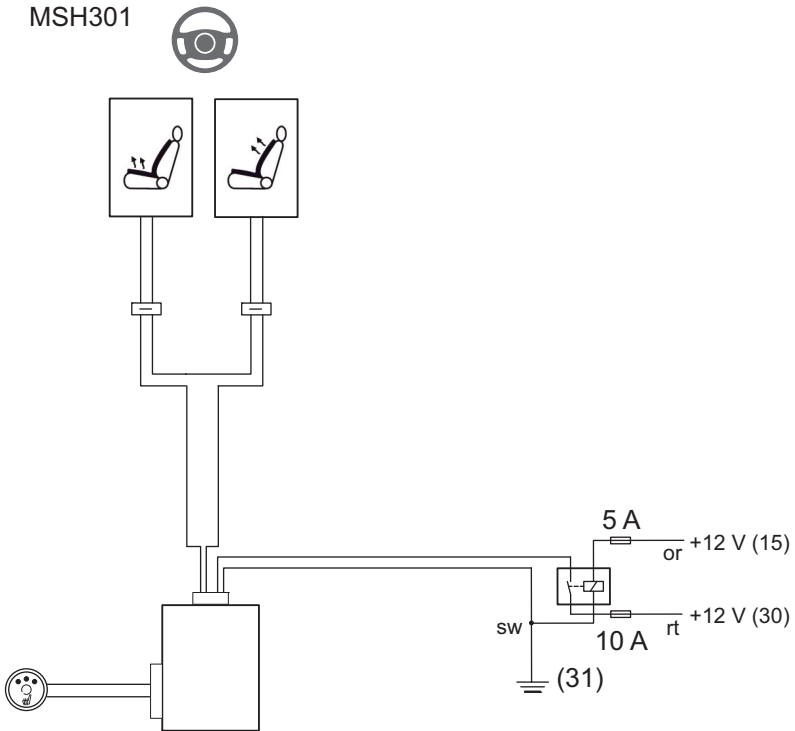 MSH301
5 A
or
+12 V (15)
+12 V (30)
sw
10 A
rt
(31)